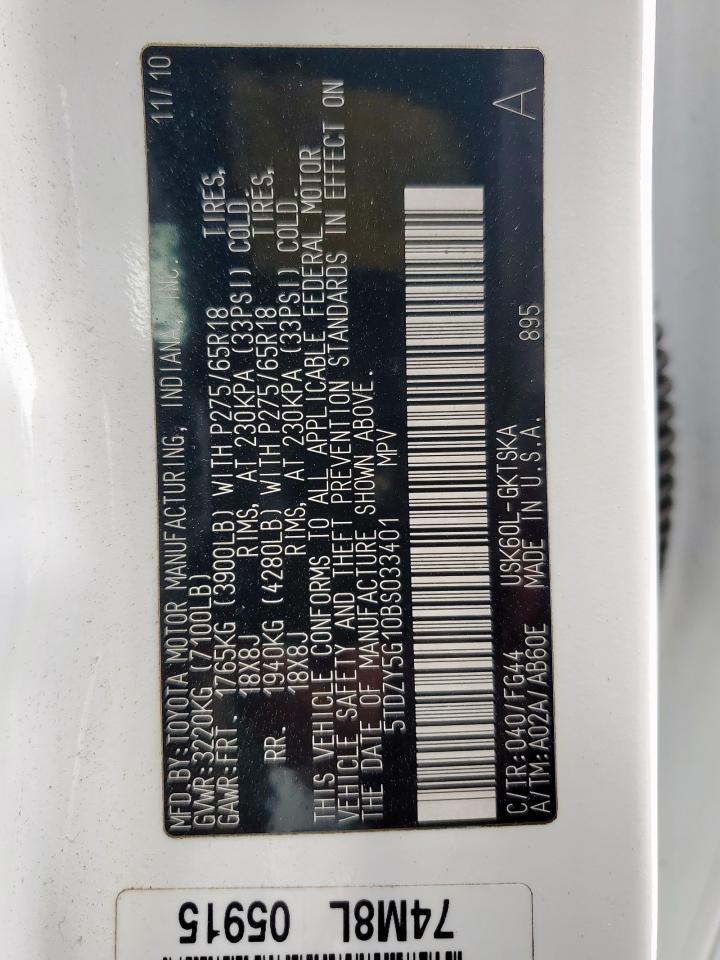 MFD.BY:TOYOTA MOTOR MANUFACTURING, INDIANA, INC. 11/10
GVWR:3220KG (7100LB)
GAWR:FRT. 1765KG (3900LB) WITH P275/65R18 TIRES,
18X8J RIMS, AT 230KPA (33PSI) COLD.
RR. 1940KG (4280LB) WITH P275/65R18 TIRES,
18X8J RIMS, AT 230KPA (33PSI) COLD.
THIS VEHICLE CONFORMS TO ALL APPLICABLE FEDERAL MOTOR
VEHICLE SAFETY AND THEFT PREVENTION STANDARDS IN EFFECT ON
THE DATE OF MANUFACTURE SHOWN ABOVE.
5TDZY5G10BS033401 MPV
C/TR:040/FG44 USK60L-GKTSKA A
A/TM:A02A/AB60E MADE IN U.S.A. 895
74M8L 05915